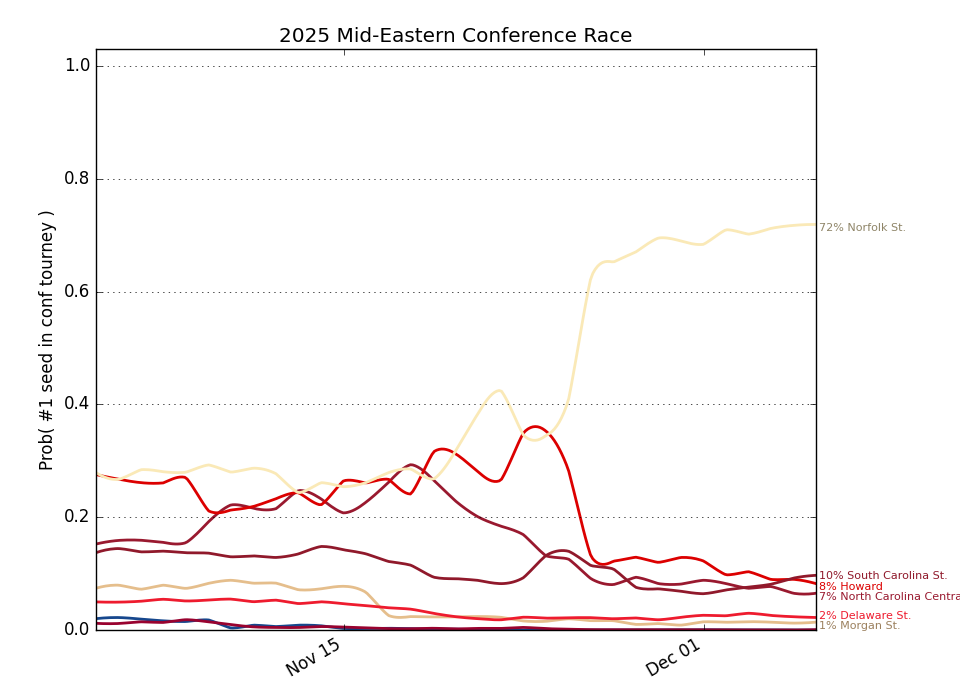 2025 Mid-Eastern Conference Race
Prob( #1 seed in conf tourney )
1.0
0.8
0.6
0.4
0.2
0.0
Nov 15
Dec 01
72% Norfolk St.
10% South Carolina St.
8% Howard
7% North Carolina Centra
2% Delaware St.
1% Morgan St.